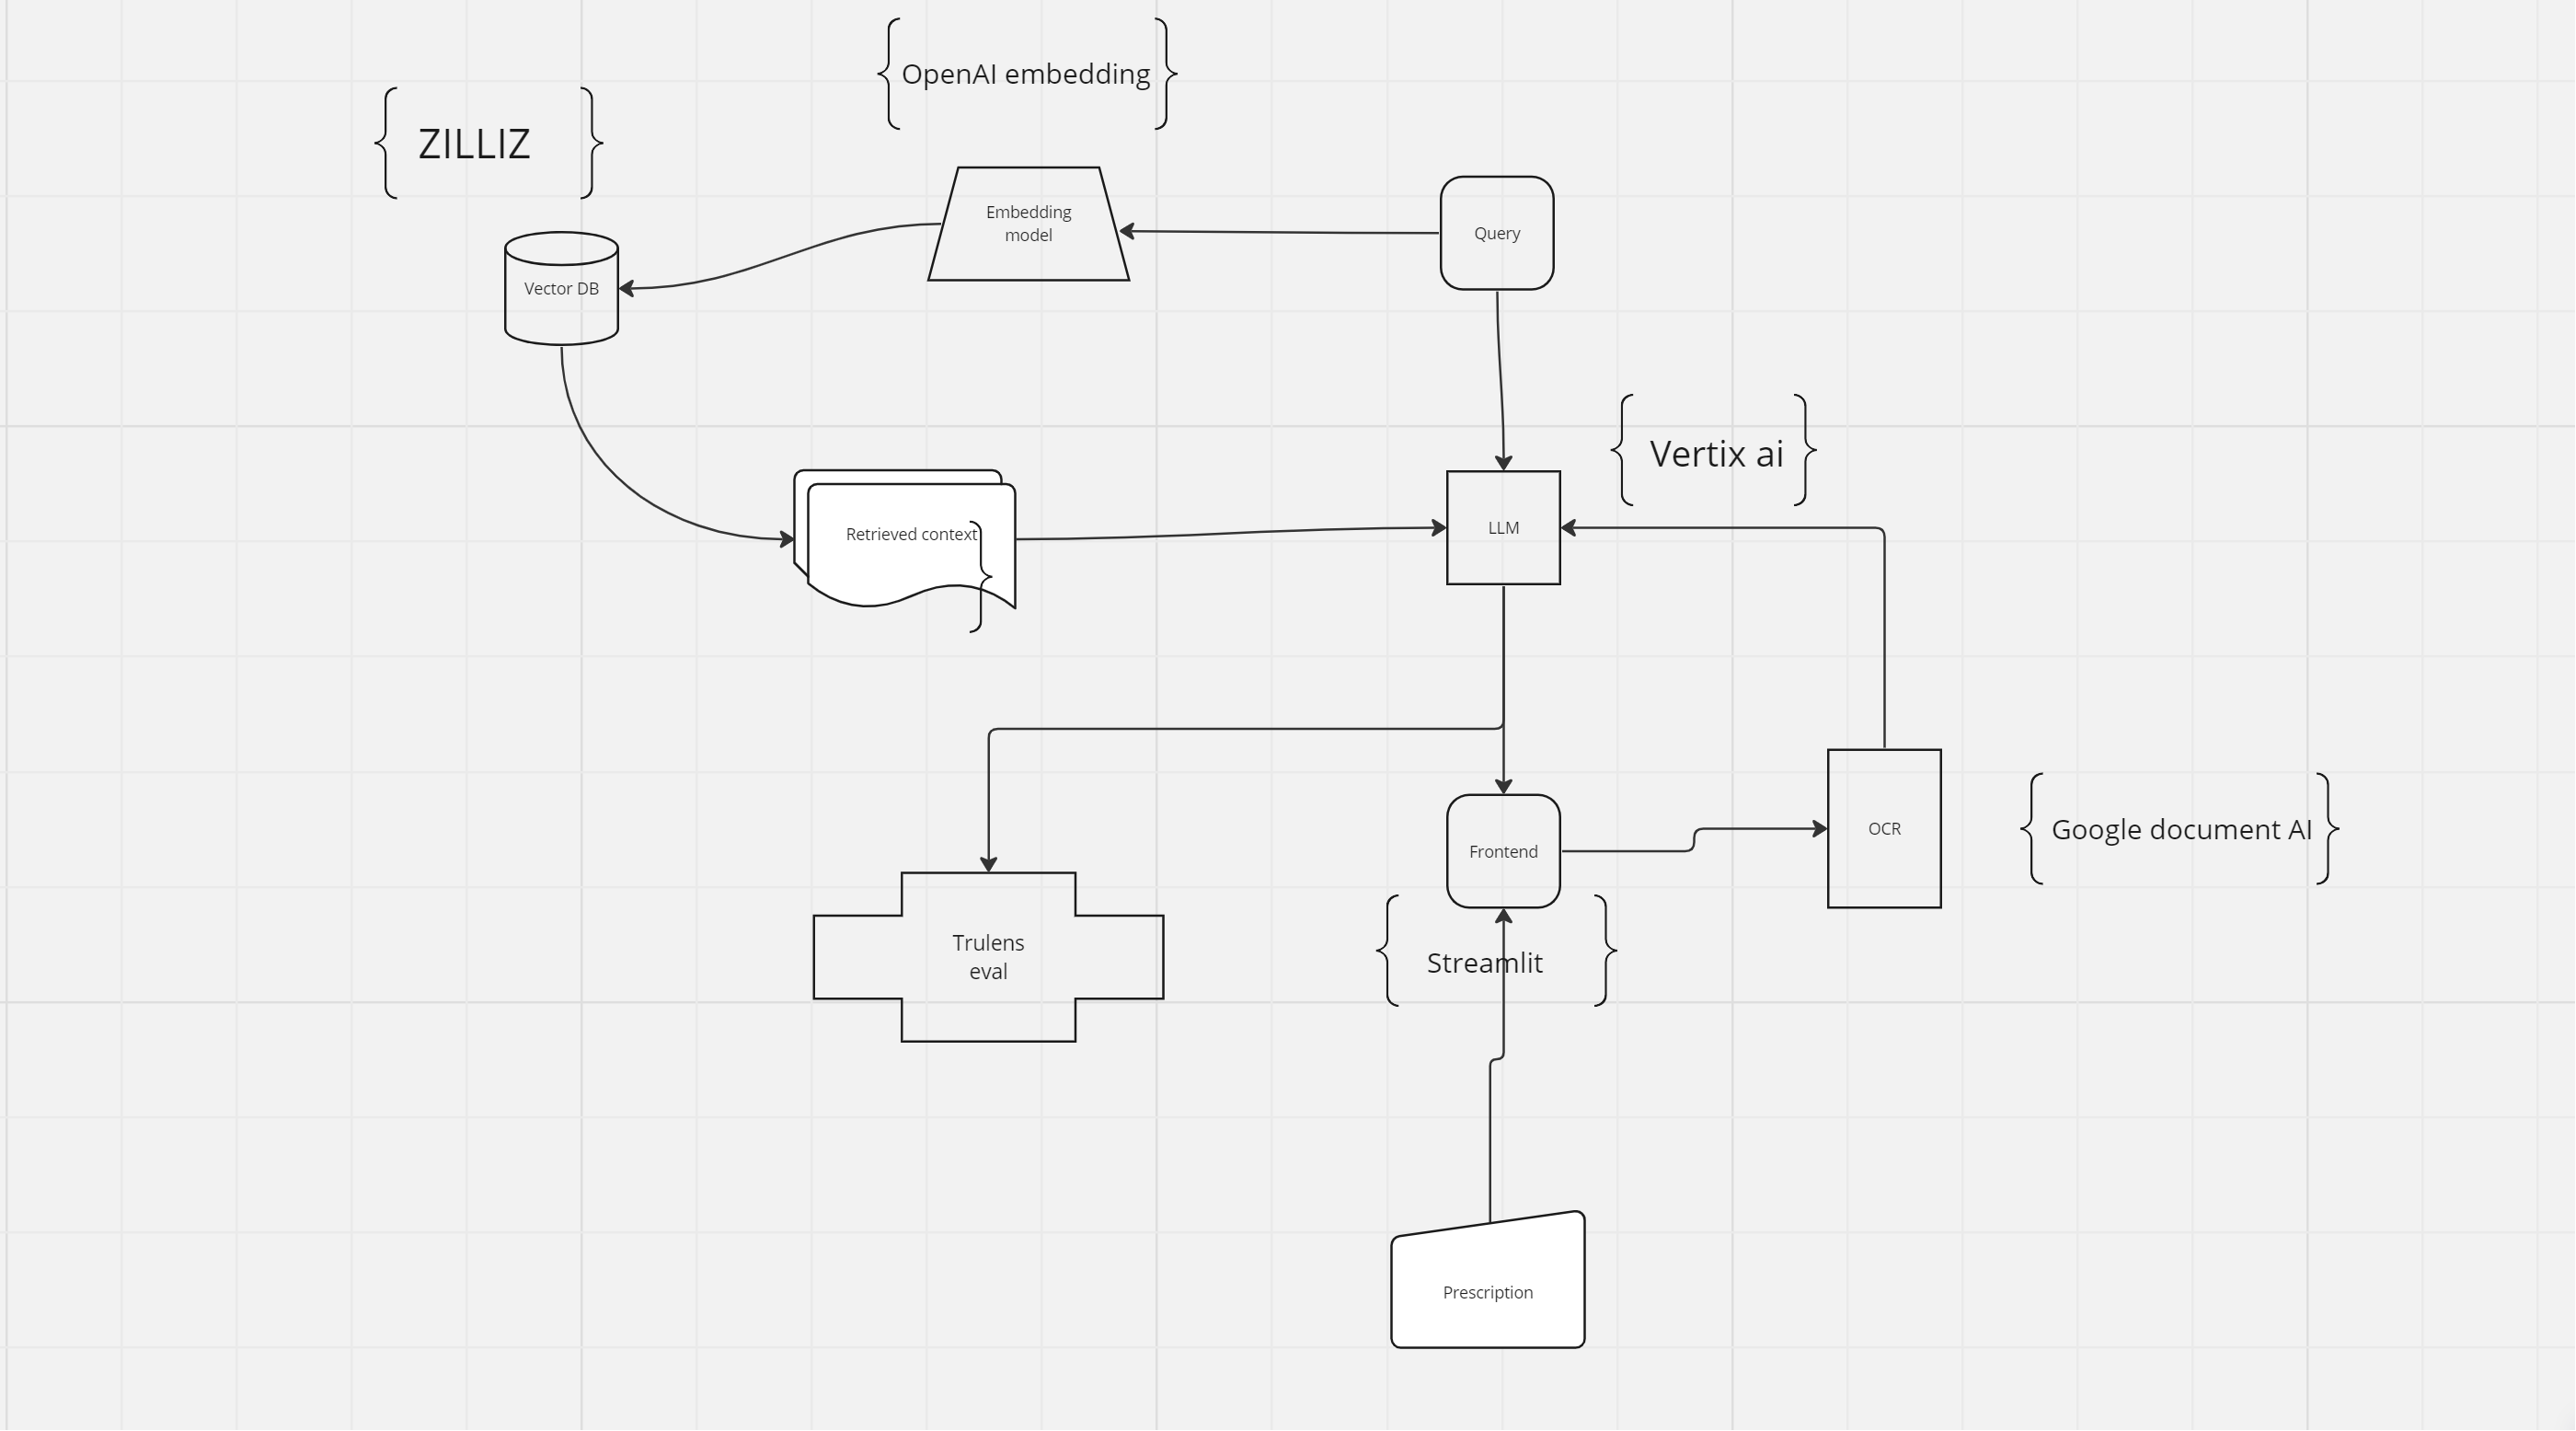 OpenAI embedding
ZILLIZ
Embedding
model
Query
Vector DB
Vertix ai
Retrieved context
LLM
OCR
Google document AI
Frontend
Trulens
eval
Streamlit
Prescription